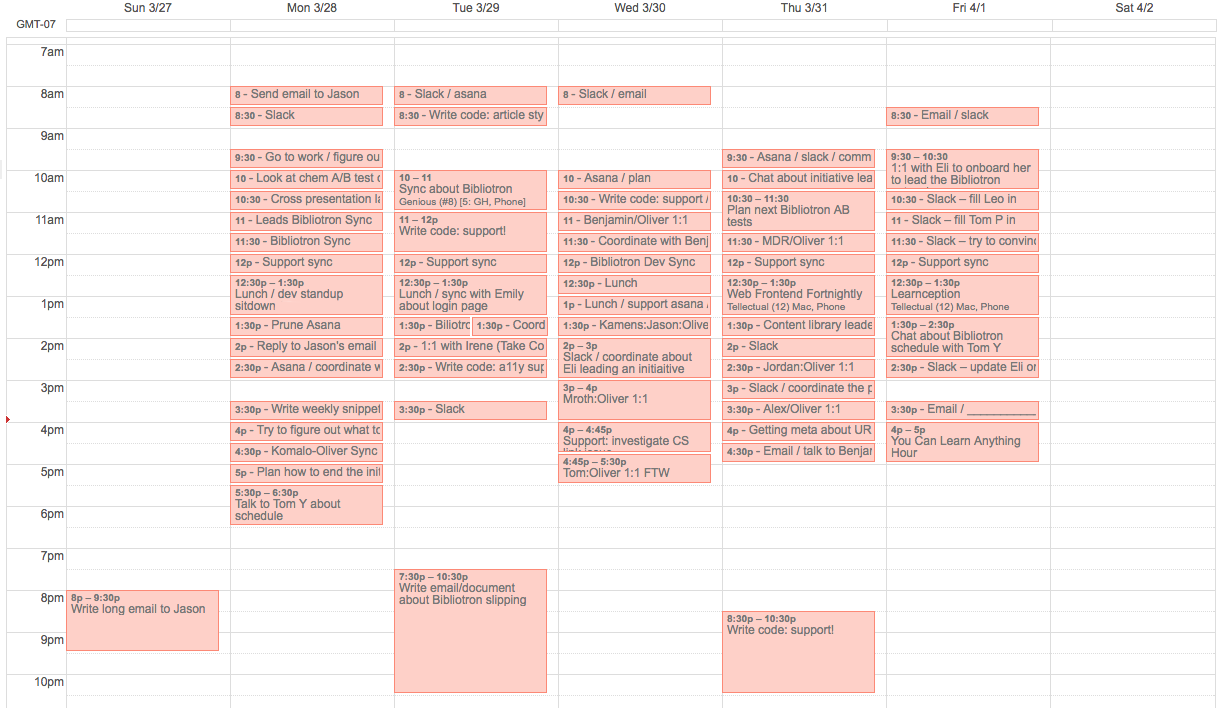 Sun 3/27
Mon 3/28
Tue 3/29
Wed 3/30
Thu 3/31
Fri 4/1
Sat 4/2
GMT-07
7am
8am
9am
10am
11am
12pm
1pm
2pm
3pm
4pm
5pm
6pm
7pm
8pm
9pm
10pm
8p – 9:30p
Write long email to Jason
8 - Send email to Jason
8:30 - Slack
9:30 - Go to work / figure ou
10 - Look at chem A/B test
10:30 - Cross presentation
11 - Leads Bibliotron Sync
11:30 - Bibliotron Sync
12p - Support sync
12:30p – 1:30p
Lunch / dev standup
sitdown
1:30p - Prune Asana
2p - Reply to Jason's email
2:30p - Asana / coordinate w
3:30p - Write weekly snippet
4p - Try to figure out what to
4:30p - Komalo-Oliver Sync
5p - Plan how to end the init
5:30p – 6:30p
Talk to Tom Y about
schedule
8 - Slack / asana
8:30 - Write code: article sty
10 – 11
Sync about Bibliotron
Genious (#8) [5: GH, Phone]
11 – 12p
Write code: support!
12p - Support sync
12:30p – 1:30p
Lunch / sync with Emily
about login page
1:30p - Biliotro
1:30p - Coord
2p - 1:1 with Irene (Take Co
2:30p - Write code: a11y sup
3:30p - Slack
7:30p – 10:30p
Write email/document
about Bibliotron slipping
8 - Slack / email
10 - Asana / plan
10:30 - Write code: support /
11 - Benjamin/Oliver 1:1
11:30 - Coordinate with Benj
12p - Bibliotron Dev Sync
12:30p - Lunch
1p - Lunch / support asana /
1:30p - Kamens:Jason:Olive
2p – 3p
Slack / coordinate about
Eli leading an initiative
3p – 4p
Mroth:Oliver 1:1
4p – 4:45p
Support: investigate CS
link issue
4:45p – 5:30p
Tom:Oliver 1:1 FTW
9:30 - Asana / slack / comm
10 - Chat about initiative lea
10:30 – 11:30
Plan next Bibliotron AB
tests
11:30 - MDR/Oliver 1:1
12p - Support sync
12:30p – 1:30p
Web Frontend Fortnightly
Tellectual (12) Mac, Phone
1:30p - Content library leade
2p - Slack
2:30p - Jordan:Oliver 1:1
3p - Slack / coordinate the p
3:30p - Alex/Oliver 1:1
4p - Getting meta about UR
4:30p - Email / talk to Benjar
8:30p – 10:30p
Write code: support!
8:30 - Email / slack
9:30 – 10:30
1:1 with Eli to onboard her
to lead the Bibliotron
10:30 - Slack – fill Leo in
11 - Slack – fill Tom P in
11:30 - Slack – try to convinc
12p - Support sync
12:30p – 1:30p
Learnception
Tellectual (12) Mac, Phone
1:30p – 2:30p
Chat about Bibliotron
schedule with Tom Y
2:30p - Slack – update Eli or
3:30p - Email / ___________
4p – 5p
You Can Learn Anything
Hour